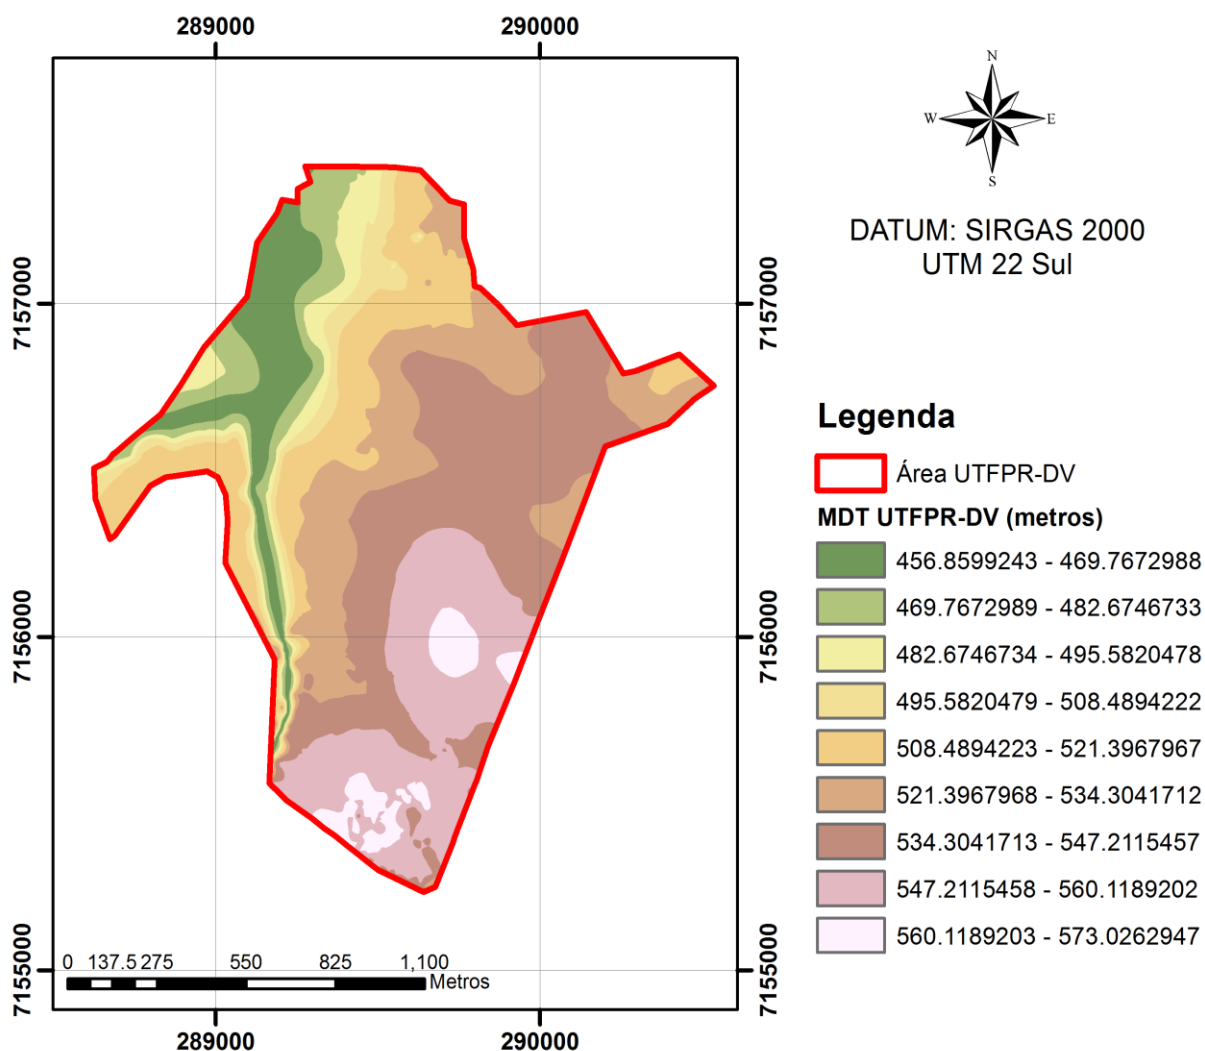 289000 290000
N
W E
S
DATUM: SIRGAS 2000
UTM 22 Sul
7157000 7157000
Legenda
Área UTFPR-DV
MDT UTFPR-DV (metros)
456.8599243 - 469.7672988
469.7672989 - 482.6746733
482.6746734 - 495.5820478
495.5820479 - 508.4894222
508.4894223 - 521.3967967
521.3967968 - 534.3041712
534.3041713 - 547.2115457
547.2115458 - 560.1189202
560.1189203 - 573.0262947
7156000 7156000
7155000 7155000
0 137.5 275 550 825 1,100
Metros
289000 290000